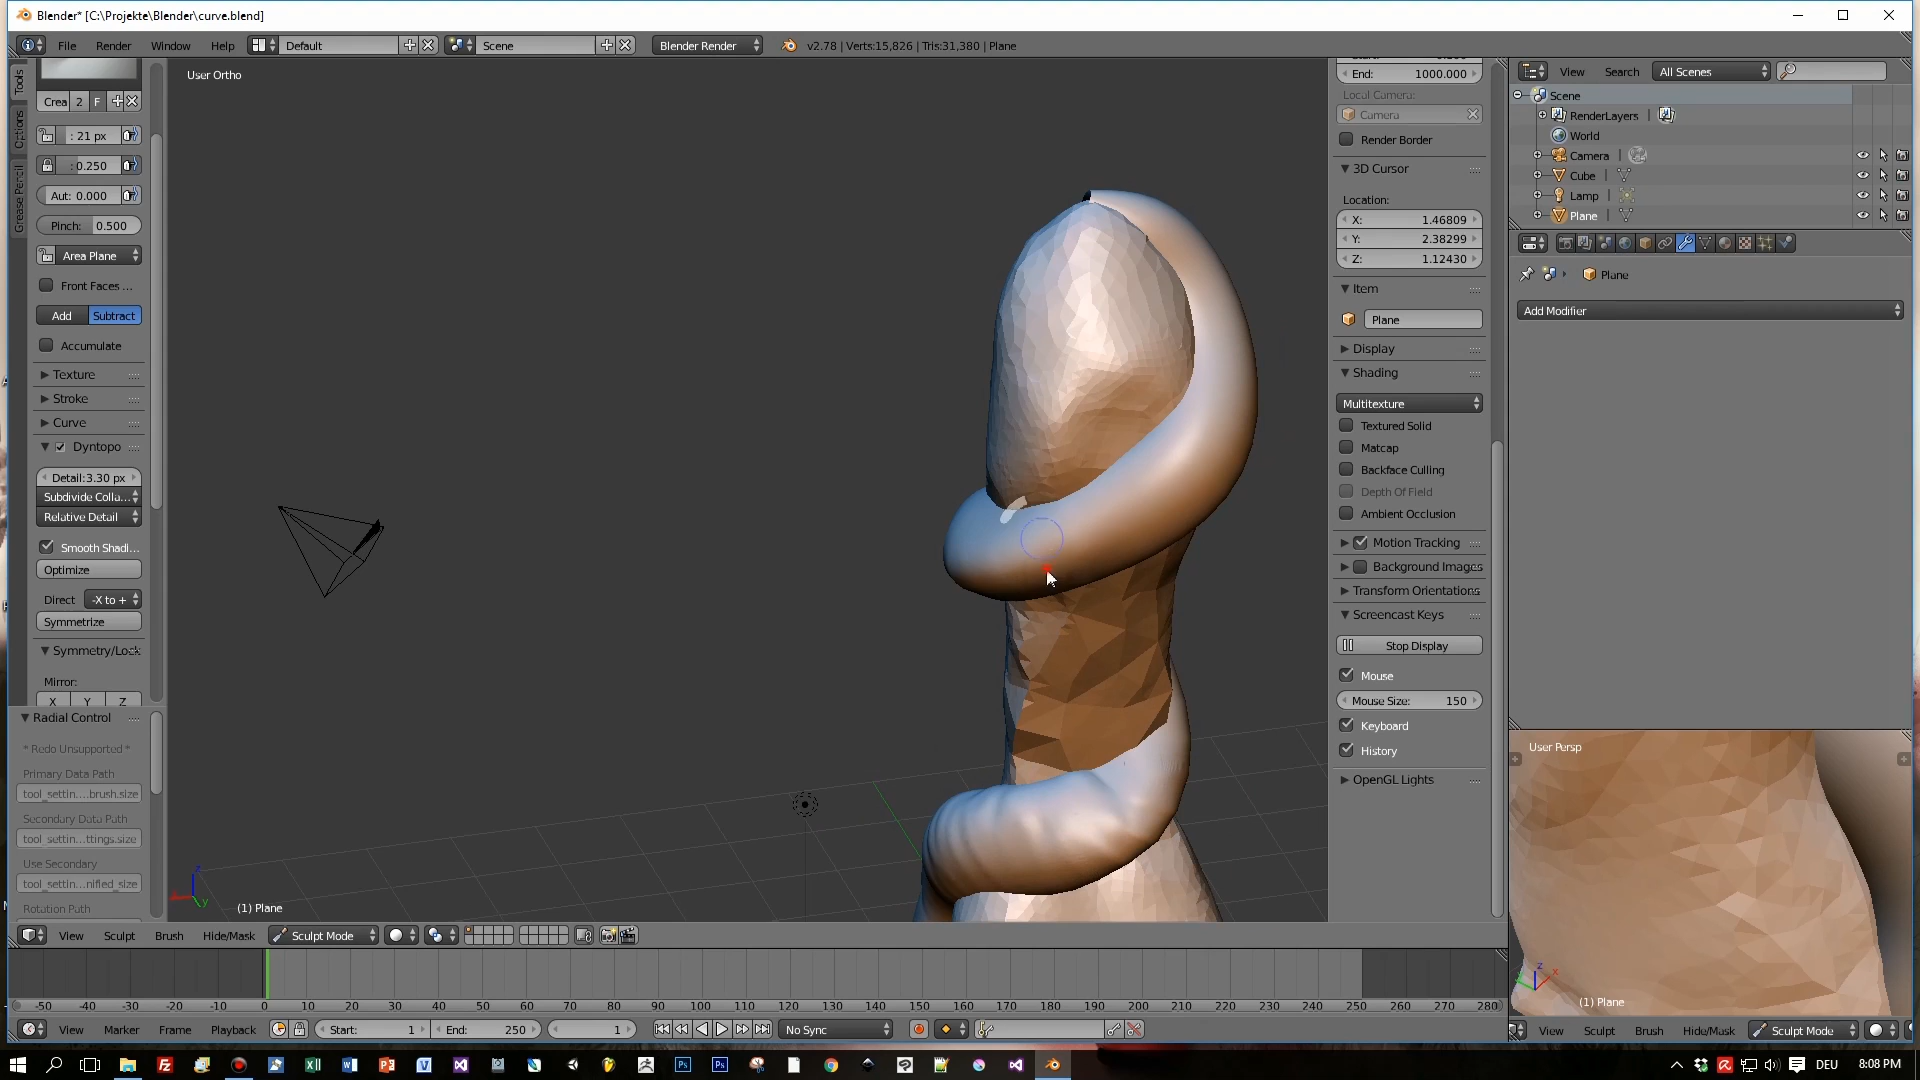 Blender* [C:\Projekte\Blender\curve.blend]
File Render Window Help Default Scene Blender Render v2.78 | Verts:15,826 | Tris:31,380 | Plane
Tools
Options
Grease Pencil
Crea 2 F
: 21 px
: 0.250
Aut: 0.000
Pinch: 0.500
Area Plane
Front Faces ...
Add Subtract
Accumulate
Texture
Stroke
Curve
Dyntopo
Detail:3.30 px
Subdivide Colla...
Relative Detail
Smooth Shadi...
Optimize
Direct -X to +
Symmetrize
Symmetry/Lock
Mirror:
X Y Z
Radial Control
* Redo Unsupported *
Primary Data Path
tool_settin....brush.size
Secondary Data Path
tool_settin...ttings.size
Use Secondary
tool_settin...nified_size
Rotation Path
User Ortho
z
y
(1) Plane
End: 1000.000
Local Camera:
Camera
Render Border
3D Cursor
Location:
X: 1.46809
Y: 2.38299
Z: 1.12430
Item
Plane
Display
Shading
Multitexture
Textured Solid
Matcap
Backface Culling
Depth Of Field
Ambient Occlusion
Motion Tracking
Background Images
Transform Orientations
Screencast Keys
Stop Display
Mouse
Mouse Size: 150
Keyboard
History
OpenGL Lights
View Search All Scenes
Scene
RenderLayers
World
Camera
Cube
Lamp
Plane
Plane
Add Modifier
User Persp
z
x
(1) Plane
View Sculpt Brush Hide/Mask Sculpt Mode
View Sculpt Brush Hide/Mask Sculpt Mode
-50 -40 -30 -20 -10 0 10 20 30 40 50 60 70 80 90 100 110 120 130 140 150 160 170 180 190 200 210 220 230 240 250 260 270 280
View Marker Frame Playback Start: 1 End: 250 1 No Sync
DEU 8:08 PM